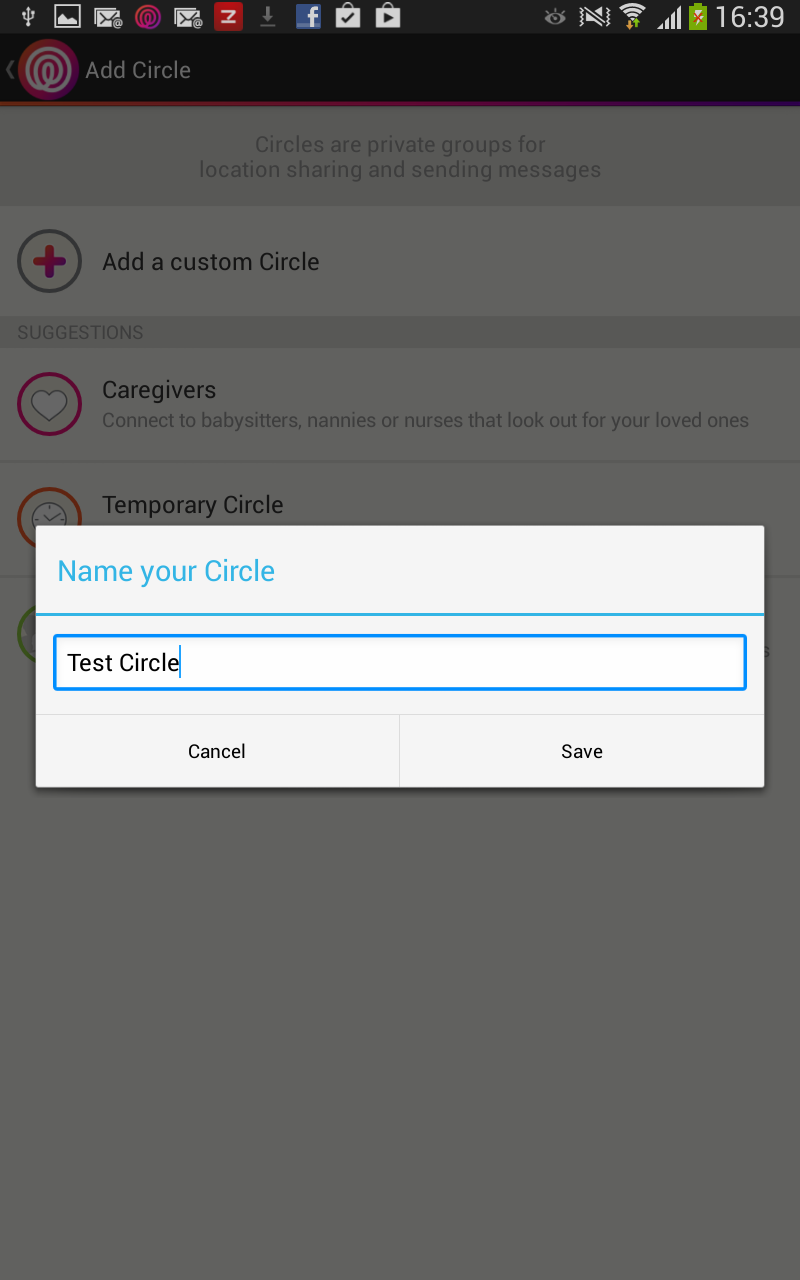 16:39
Add Circle
Circles are private groups for
location sharing and sending messages
Add a custom Circle
SUGGESTIONS
Caregivers
Connect to babysitters, nannies or nurses that look out for your loved ones
Temporary Circle
Name your Circle
Test Circle
Cancel
Save